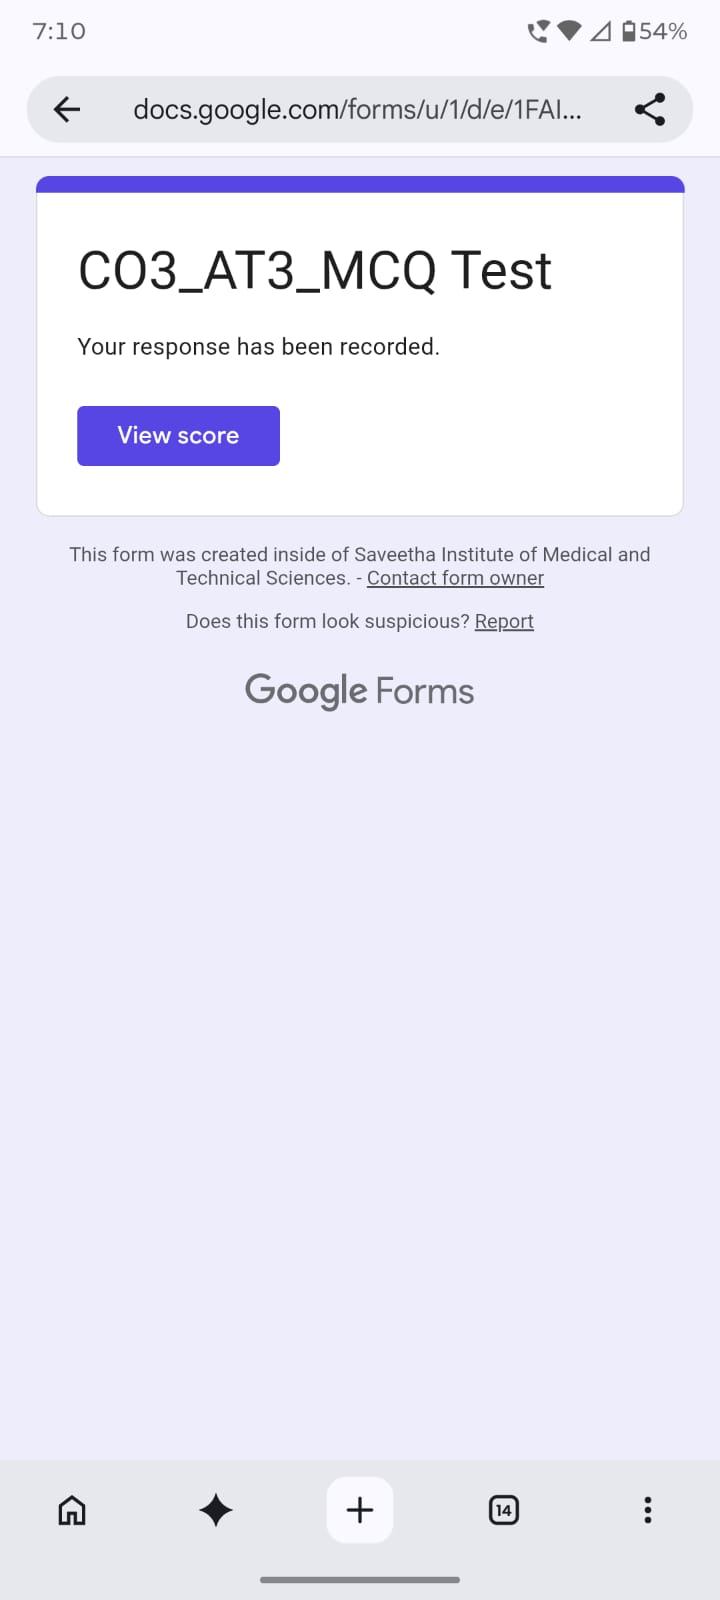 7:10
54%
docs.google.com/forms/u/1/d/e/1FAI...
CO3_AT3_MCQ Test
Your response has been recorded.
View score
This form was created inside of Saveetha Institute of Medical and
Technical Sciences. - Contact form owner
Does this form look suspicious? Report
Google Forms
14